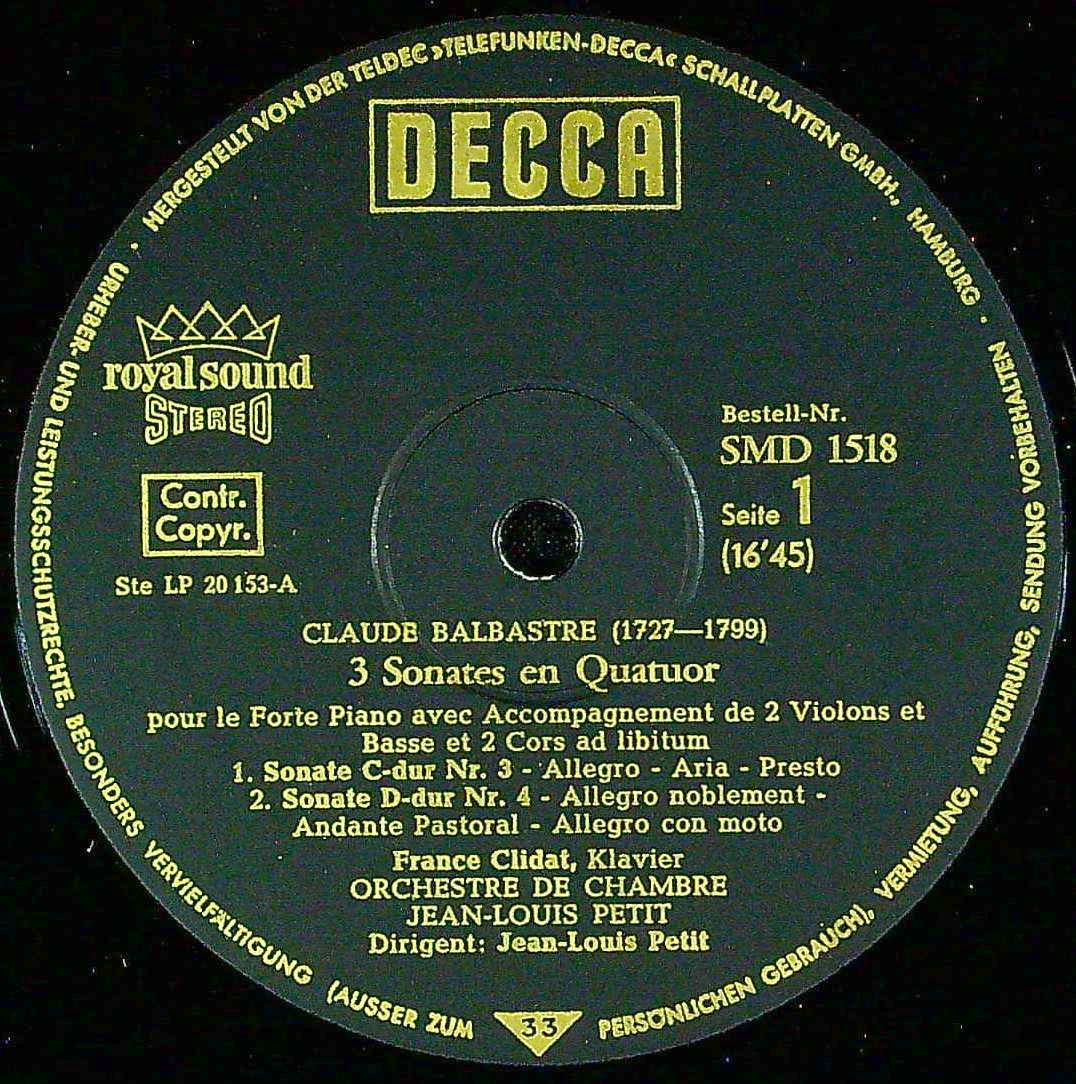 HERGESTELLT VON DER TELDEC »TELEFUNKEN-DECCA« SCHALLPLATTEN GMBH., HAMBURG ·
URHEBER- UND LEISTUNGSSCHUTZRECHTE, BESONDERS VERVIELFÄLTIGUNG (AUSSER ZUM PERSÖNLICHEN GEBRAUCH), VERMIETUNG, AUFFÜHRUNG, SENDUNG VORBEHALTEN ·
DECCA
royal sound
STEREO
Contr.
Copyr.
Ste LP 20 153-A
Bestell-Nr.
SMD 1518
Seite 1
(16'45)
CLAUDE BALBASTRE (1727—1799)
3 Sonates en Quatuor
pour le Forte Piano avec Accompagnement de 2 Violons et
Basse et 2 Cors ad libitum
1. Sonate C-dur Nr. 3 - Allegro - Aria - Presto
2. Sonate D-dur Nr. 4 - Allegro noblement -
Andante Pastoral - Allegro con moto
France Clidat, Klavier
ORCHESTRE DE CHAMBRE
JEAN-LOUIS PETIT
Dirigent: Jean-Louis Petit
33